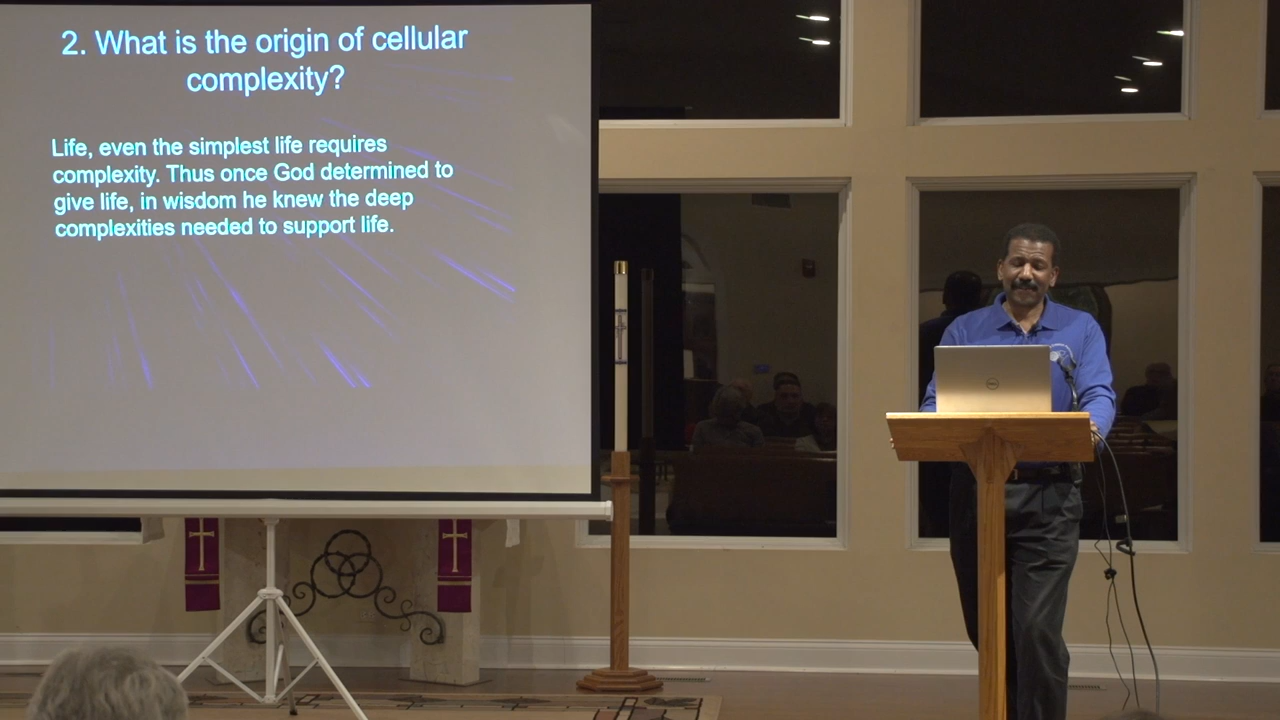 2. What is the origin of cellular
complexity?
Life, even the simplest life requires
complexity. Thus once God determined to
give life, in wisdom he knew the deep
complexities needed to support life.